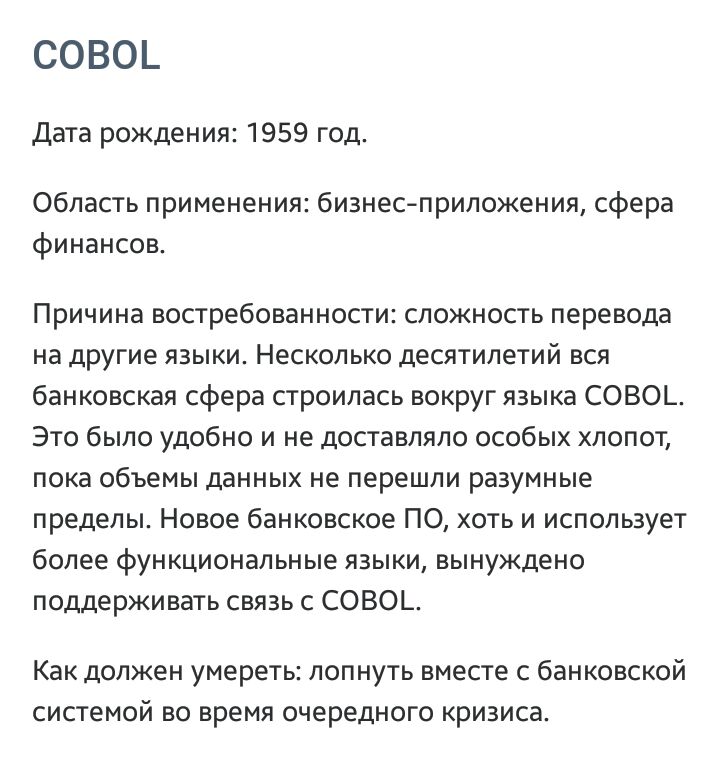 COBOL
Дата рождения: 1959 год.
Область применения: бизнес-приложения, сфера
финансов.
Причина востребованности: сложность перевода
на другие языки. Несколько десятилетий вся
банковская сфера строилась вокруг языка COBOL.
Это было удобно и не доставляло особых хлопот,
пока объемы данных не перешли разумные
пределы. Новое банковское ПО, хоть и использует
более функциональные языки, вынуждено
поддерживать связь с COBOL.
Как должен умереть: лопнуть вместе с банковской
системой во время очередного кризиса.